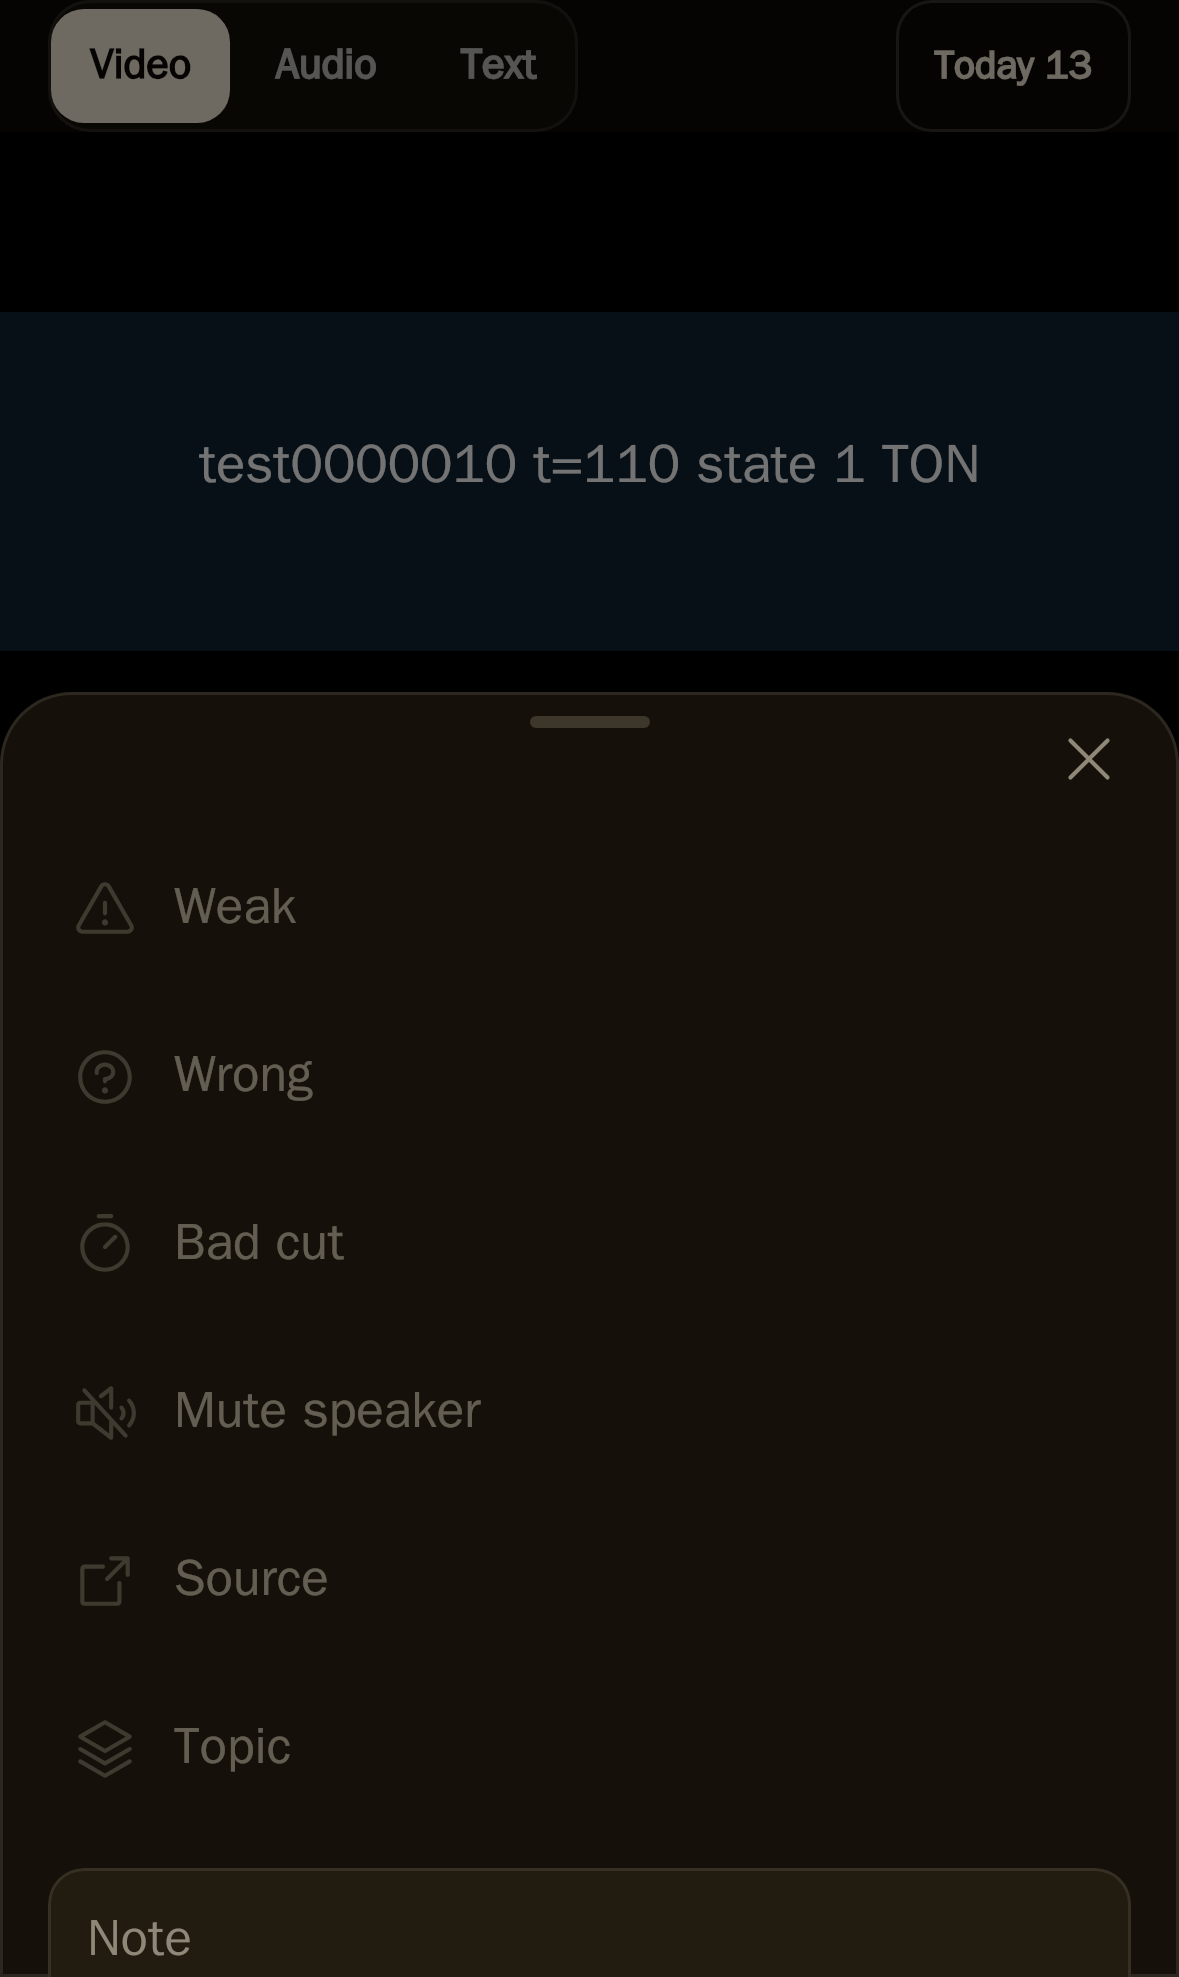 Video Audio Text Today 13
test0000010 t=110 state 1 TON
Weak
Wrong
Bad cut
Mute speaker
Source
Topic
Note